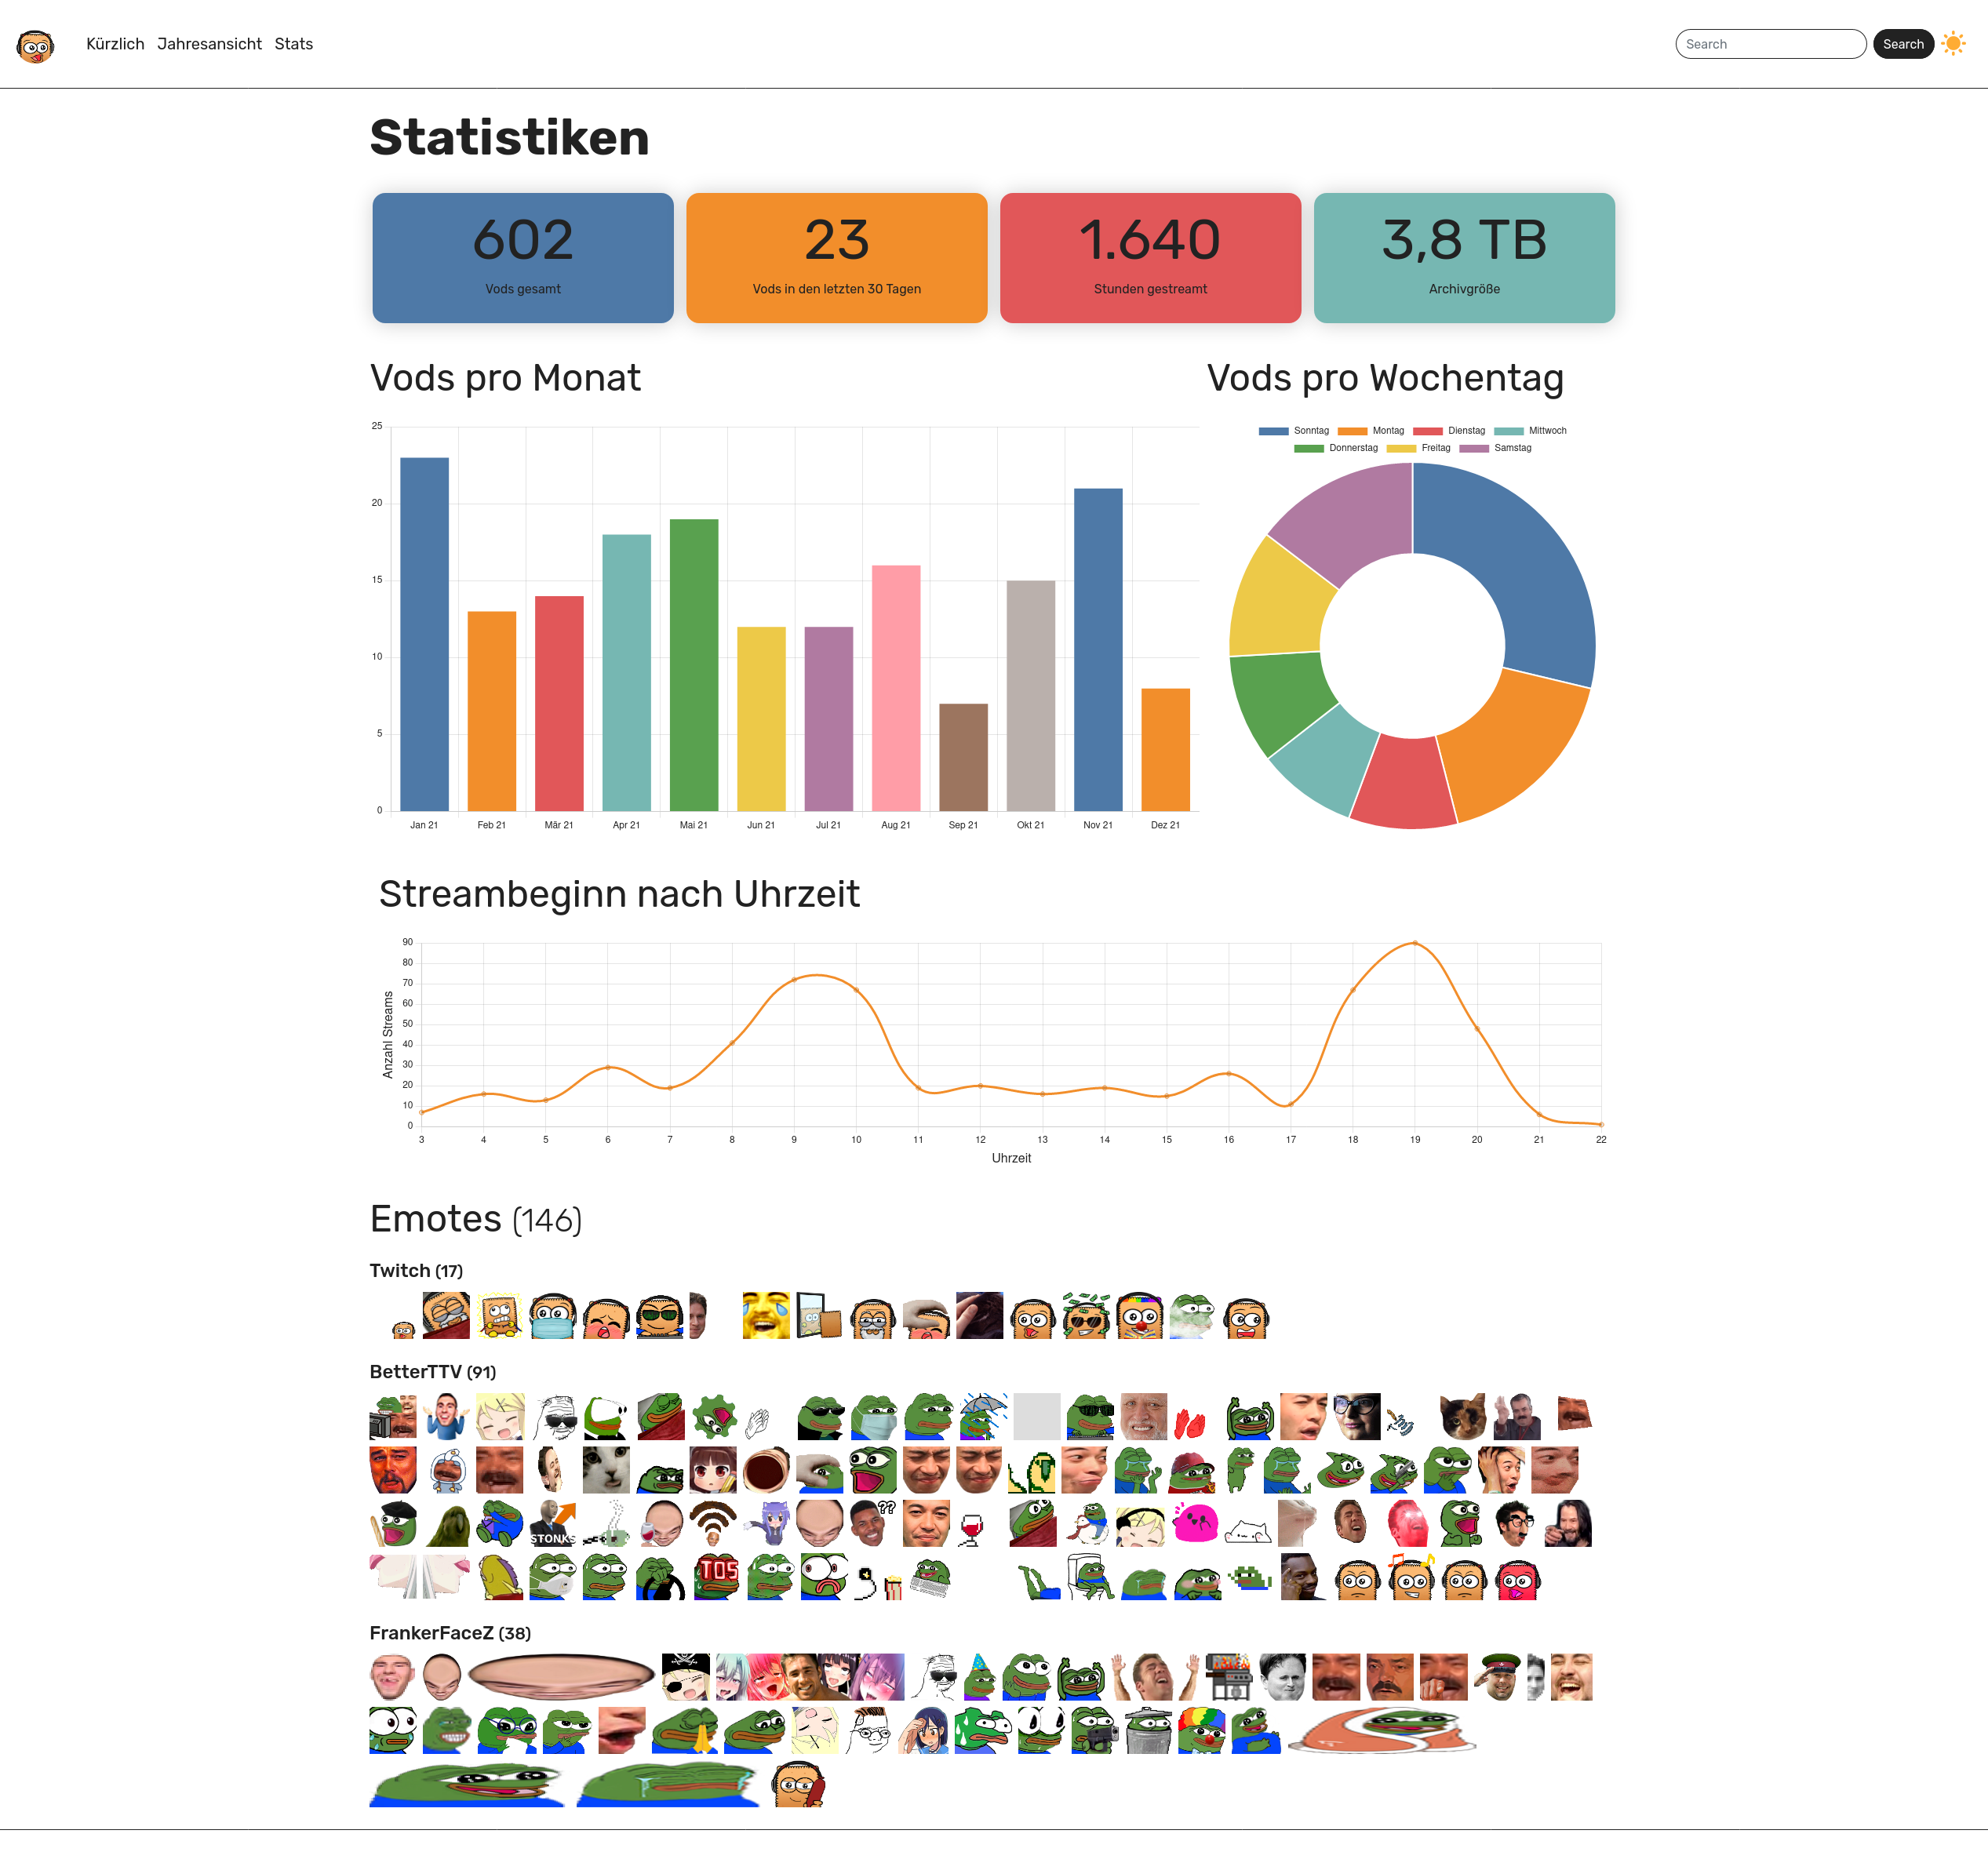 Kürzlich Jahresansicht Stats Search Search
Statistiken
602 23 1.640 3,8 TB
Vods gesamt Vods in den letzten 30 Tagen Stunden gestreamt Archivgröße
Vods pro Monat
25
20
15
10
5
0
Jan 21 Feb 21 Mär 21 Apr 21 Mai 21 Jun 21 Jul 21 Aug 21 Sep 21 Okt 21 Nov 21 Dez 21
Vods pro Wochentag
Sonntag Montag Dienstag Mittwoch
Donnerstag Freitag Samstag
Streambeginn nach Uhrzeit
Anzahl Streams
90
80
70
60
50
40
30
20
10
0
3 4 5 6 7 8 9 10 11 12 13 14 15 16 17 18 19 20 21 22
Uhrzeit
Emotes (146)
Twitch (17)
BetterTTV (91)
??
STONKS
TOS
FrankerFaceZ (38)